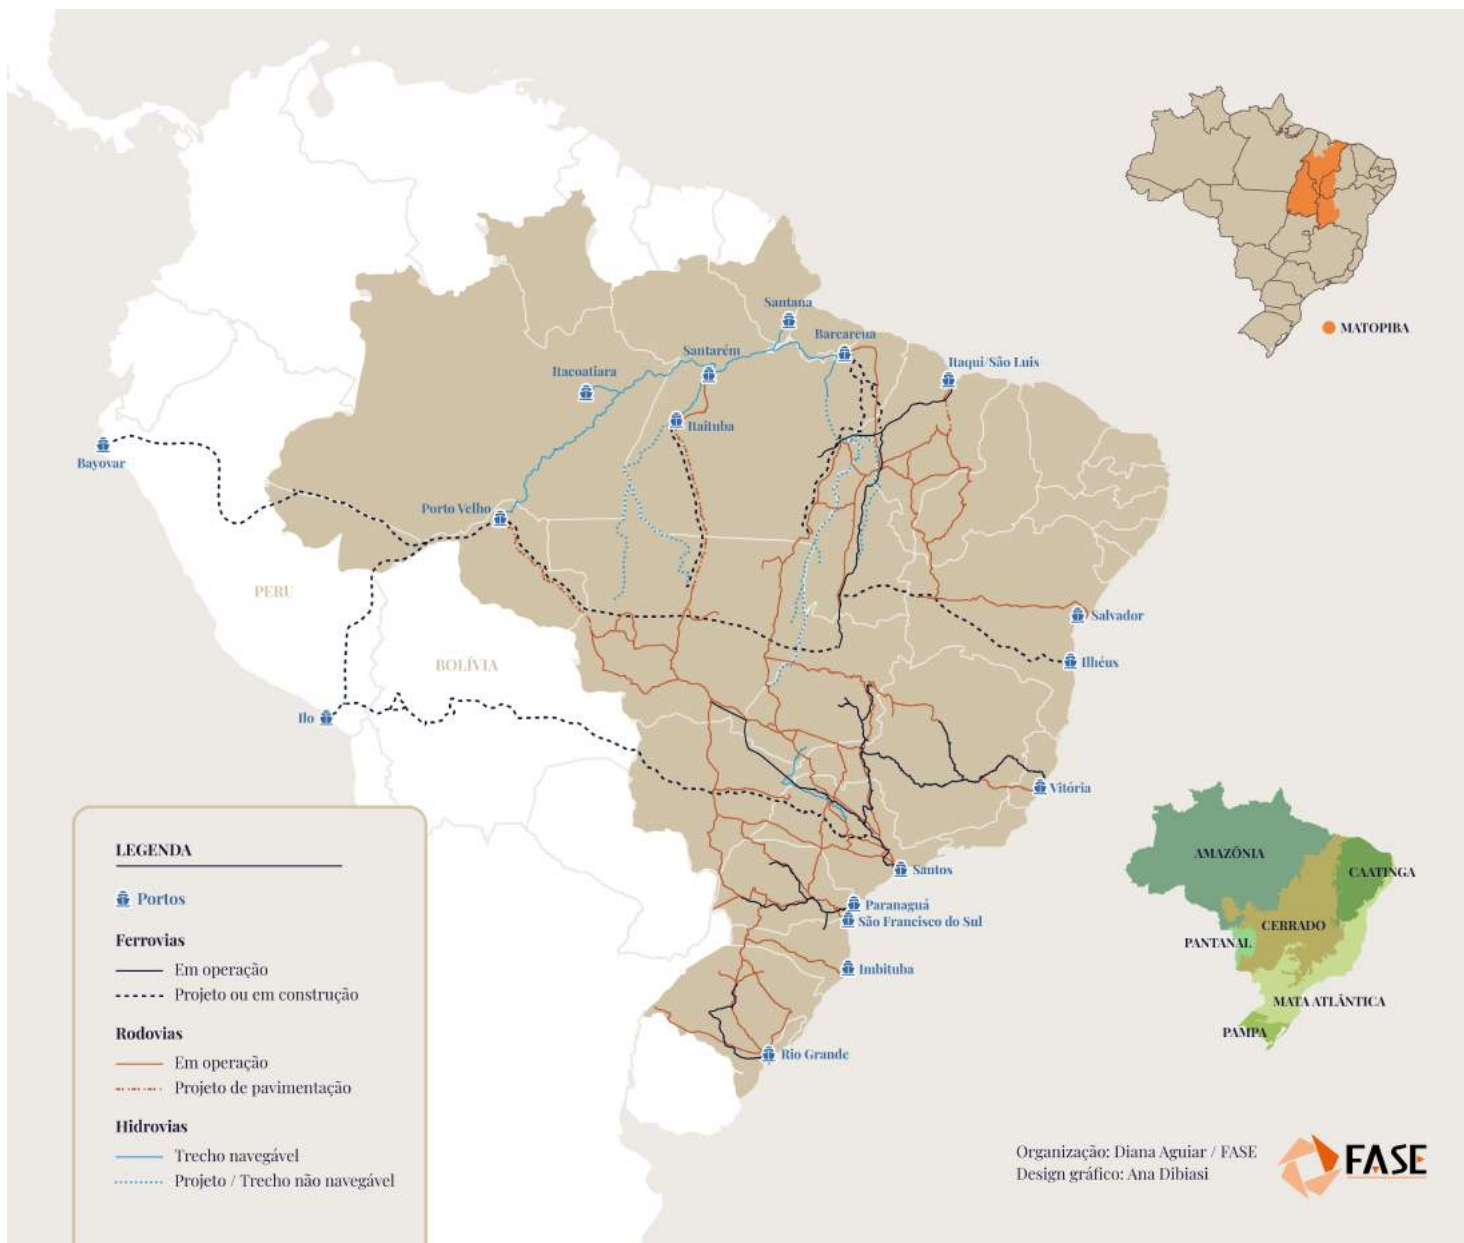 MATOPIBA
Santana
Barcareua
Santarém
Itaqui/São Luis
Itacoatiara
Itaituba
Bayovar
Porto Velho
PERU
Salvador
BOLÍVIA
Ilhéus
Ilo
Vitória
AMAZÔNIA
CAATINGA
CERRADO
PANTANAL
MATA ATLÂNTICA
PAMPA
Santos
Paranaguá
São Francisco do Sul
Imbituba
Rio Grande
LEGENDA
Portos
Ferrovias
Em operação
Projeto ou em construção
Rodovias
Em operação
Projeto de pavimentação
Hidrovias
Trecho navegável
Projeto / Trecho não navegável
Organização: Diana Aguiar / FASE
Design gráfico: Ana Dibiasi
FASE